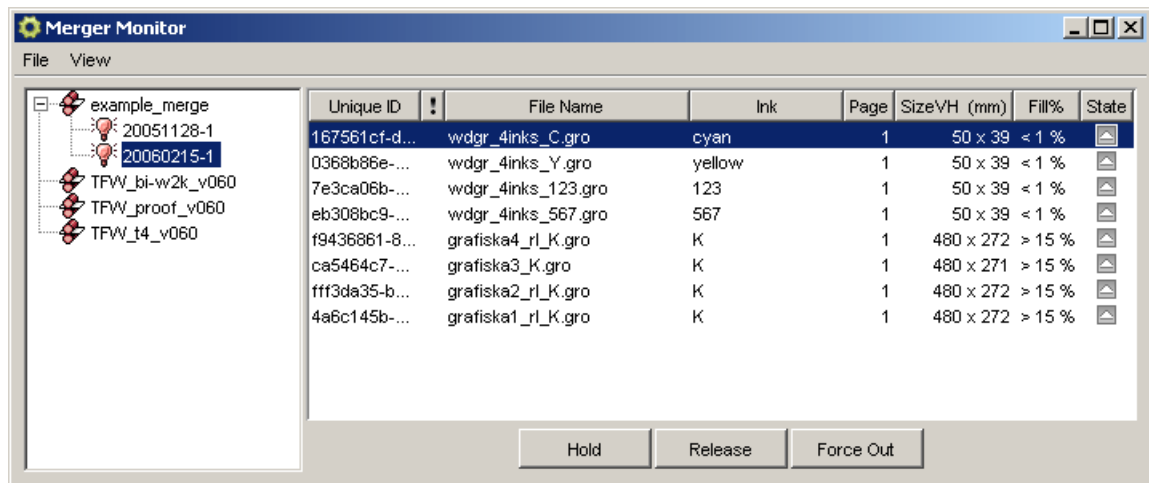 Merger Monitor
File View
example_merge
20051128-1
20060215-1
TFW_bi-w2k_v060
TFW_proof_v060
TFW_t4_v060
Unique ID ! File Name Ink Page SizeVH (mm) Fill% State
167561cf-d... wdgr_4inks_C.gro cyan 1 50 x 39 < 1 %
0368b86e-... wdgr_4inks_Y.gro yellow 1 50 x 39 < 1 %
7e3ca06b-... wdgr_4inks_123.gro 123 1 50 x 39 < 1 %
eb308bc9-... wdgr_4inks_567.gro 567 1 50 x 39 < 1 %
f9436861-8... grafiska4_rl_K.gro K 1 480 x 272 > 15 %
ca5464c7-... grafiska3_K.gro K 1 480 x 271 > 15 %
fff3da35-b... grafiska2_rl_K.gro K 1 480 x 272 > 15 %
4a6c145b-... grafiska1_rl_K.gro K 1 480 x 272 > 15 %
Hold Release Force Out